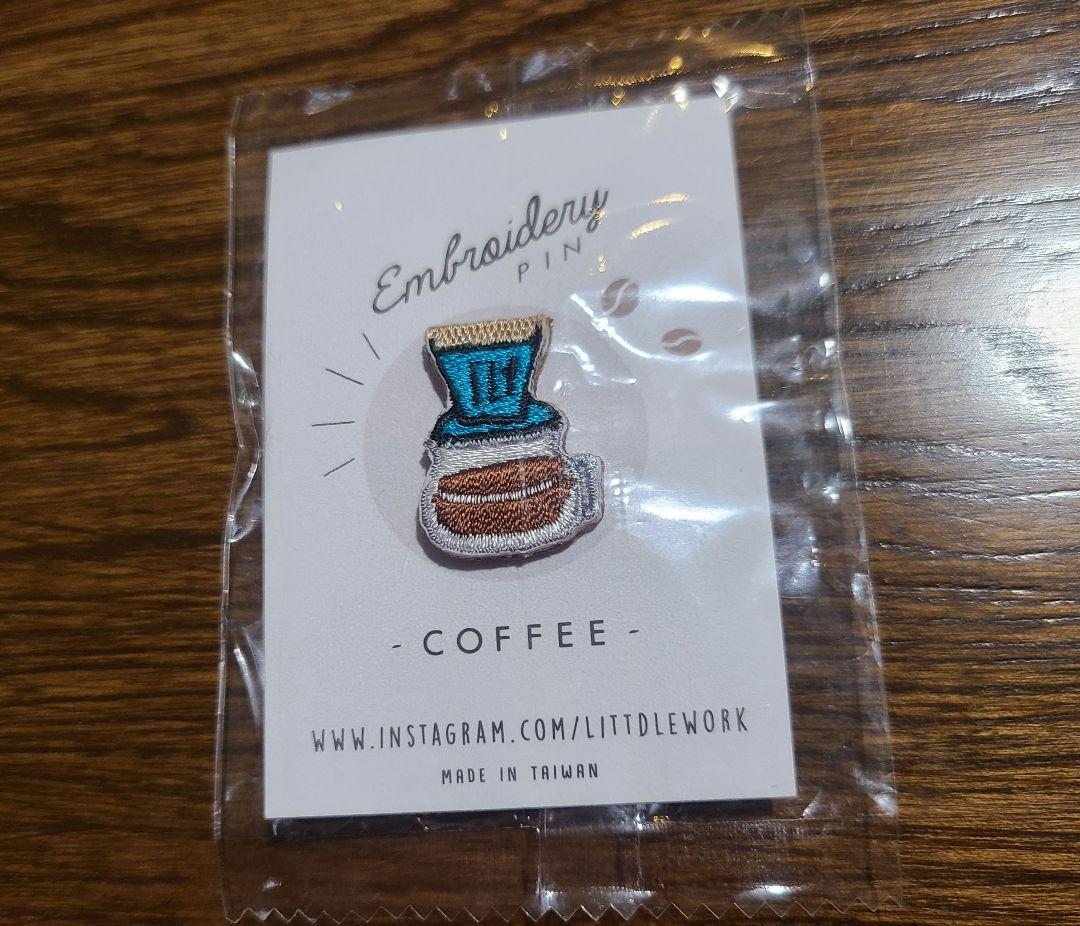 Embroidery
PIN
- COFFEE -
WWW.INSTAGRAM.COM/LITTDLEWORK
MADE IN TAIWAN